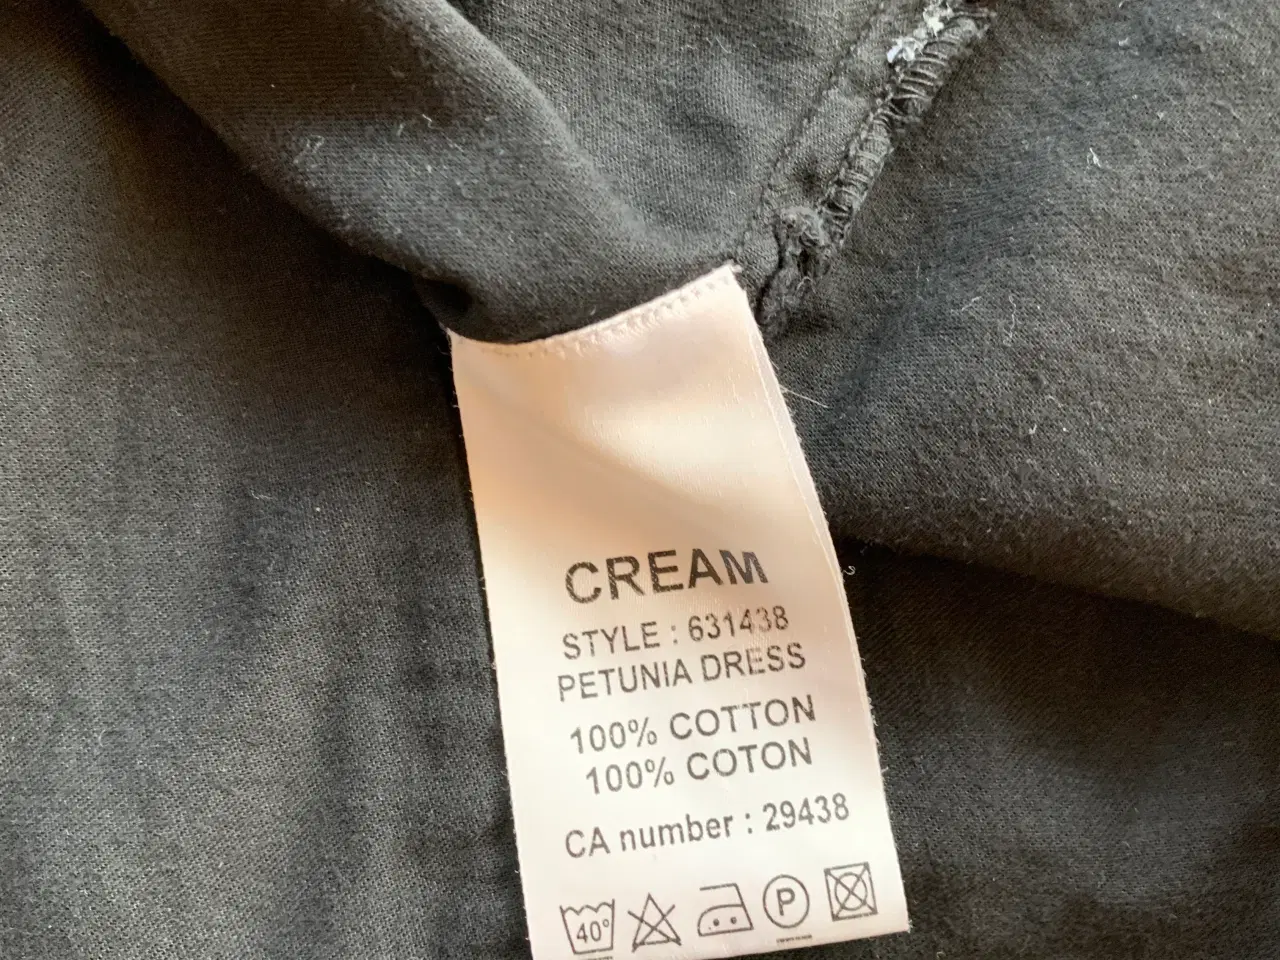 CREAM
STYLE : 631438
PETUNIA DRESS
100% COTTON
100% COTON
CA number : 29438
40° P